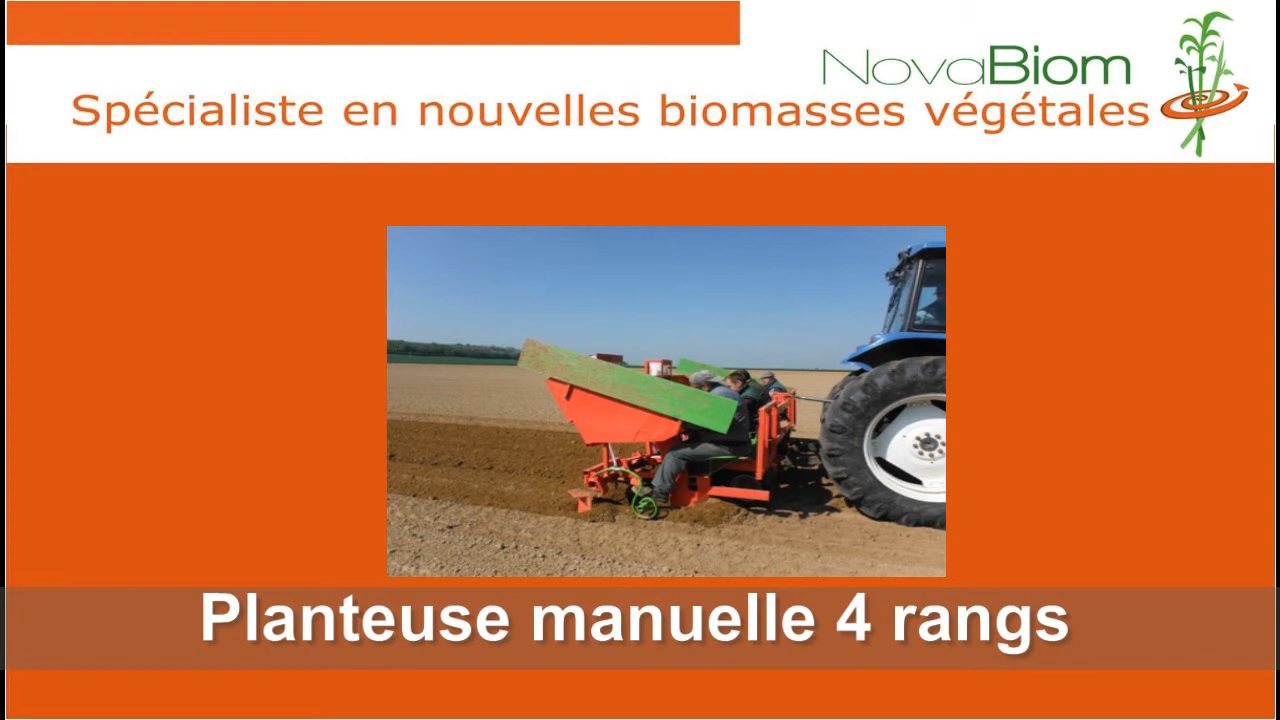 NovaBiom
Spécialiste en nouvelles biomasses végétales
Planteuse manuelle 4 rangs